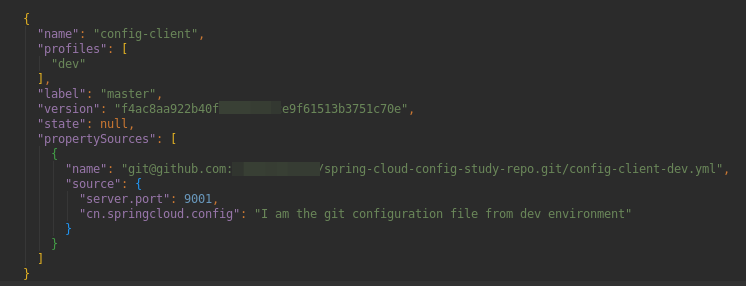 {
"name": "config-client",
"profiles": [
"dev"
],
"label": "master",
"version": "f4ac8aa922b40f e9f61513b3751c70e",
"state": null,
"propertySources": [
{
"name": "git@github.com: /spring-cloud-config-study-repo.git/config-client-dev.yml",
"source": {
"server.port": 9001,
"cn.springcloud.config": "I am the git configuration file from dev environment"
}
}
]
}